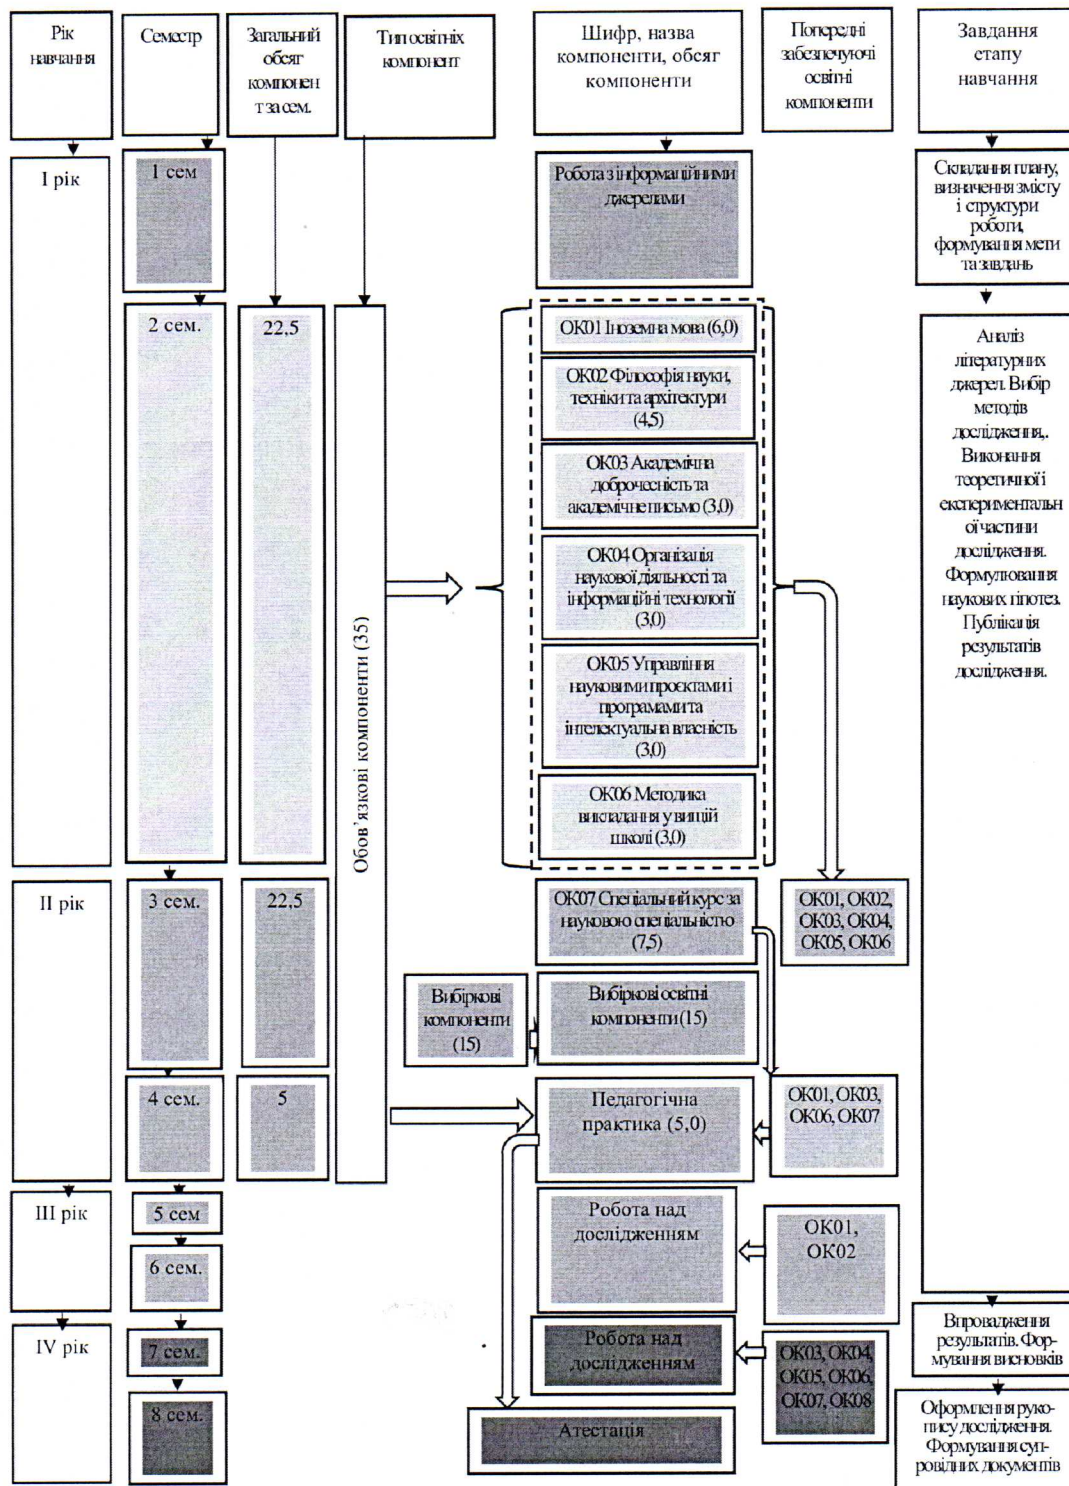 Рік
навчання
Семестр
Загальний
обсяг
компонен
т за сем.
Тип освітніх
компонент
Шифр, назва
компоненти, обсяг
компоненти
Попередні
забезпечуючі
освітні
компоненти
Завдання
етапу
навчання
І рік
1 сем
Робота з інформаційними
джерелами
Складання плану,
визначення змісту
і структури
роботи,
формування мети
та завдань
2 сем.
22,5
Обов’язкові компоненти (35)
ОК01 Іноземна мова (6,0)
ОК02 Філософія науки,
техніки та архітектури
(4,5)
ОК03 Академічна
доброчесність та
академічне письмо (3,0)
ОК04 Організація
наукової діяльності та
інформаційні технології
(3,0)
ОК05 Управління
науковими проєктами і
програмами та
інтелектуальна власність
(3,0)
ОК06 Методика
викладання у вищій
школі (3,0)
Аналіз
літературних
джерел. Вибір
методів
дослідження,.
Виконання
теоретичної і
експериментальн
ої частини
дослідження.
Формулювання
наукових гіпотез.
Публікація
результатів
дослідження.
ІІ рік
3 сем.
22,5
ОК07 Спеціальний курс за
науковою спеціальністю
(7,5)
ОК01, ОК02,
ОК03, ОК04,
ОК05, ОК06
Вибіркові
компоненти
(15)
Вибіркові освітні
компоненти (15)
4 сем.
5
Педагогічна
практика (5,0)
ОК01, ОК03,
ОК06, ОК07
ІІІ рік
5 сем
6 сем.
Робота над
дослідженням
ОК01,
ОК02
IV рік
7 сем.
Робота над
дослідженням
ОК03, ОК04,
ОК05, ОК06,
ОК07, ОК08
Впровадження
результатів. Фор-
мування висновків
8 сем.
Атестація
Оформлення руко-
пису дослідження.
Формування суп-
ровідних документів